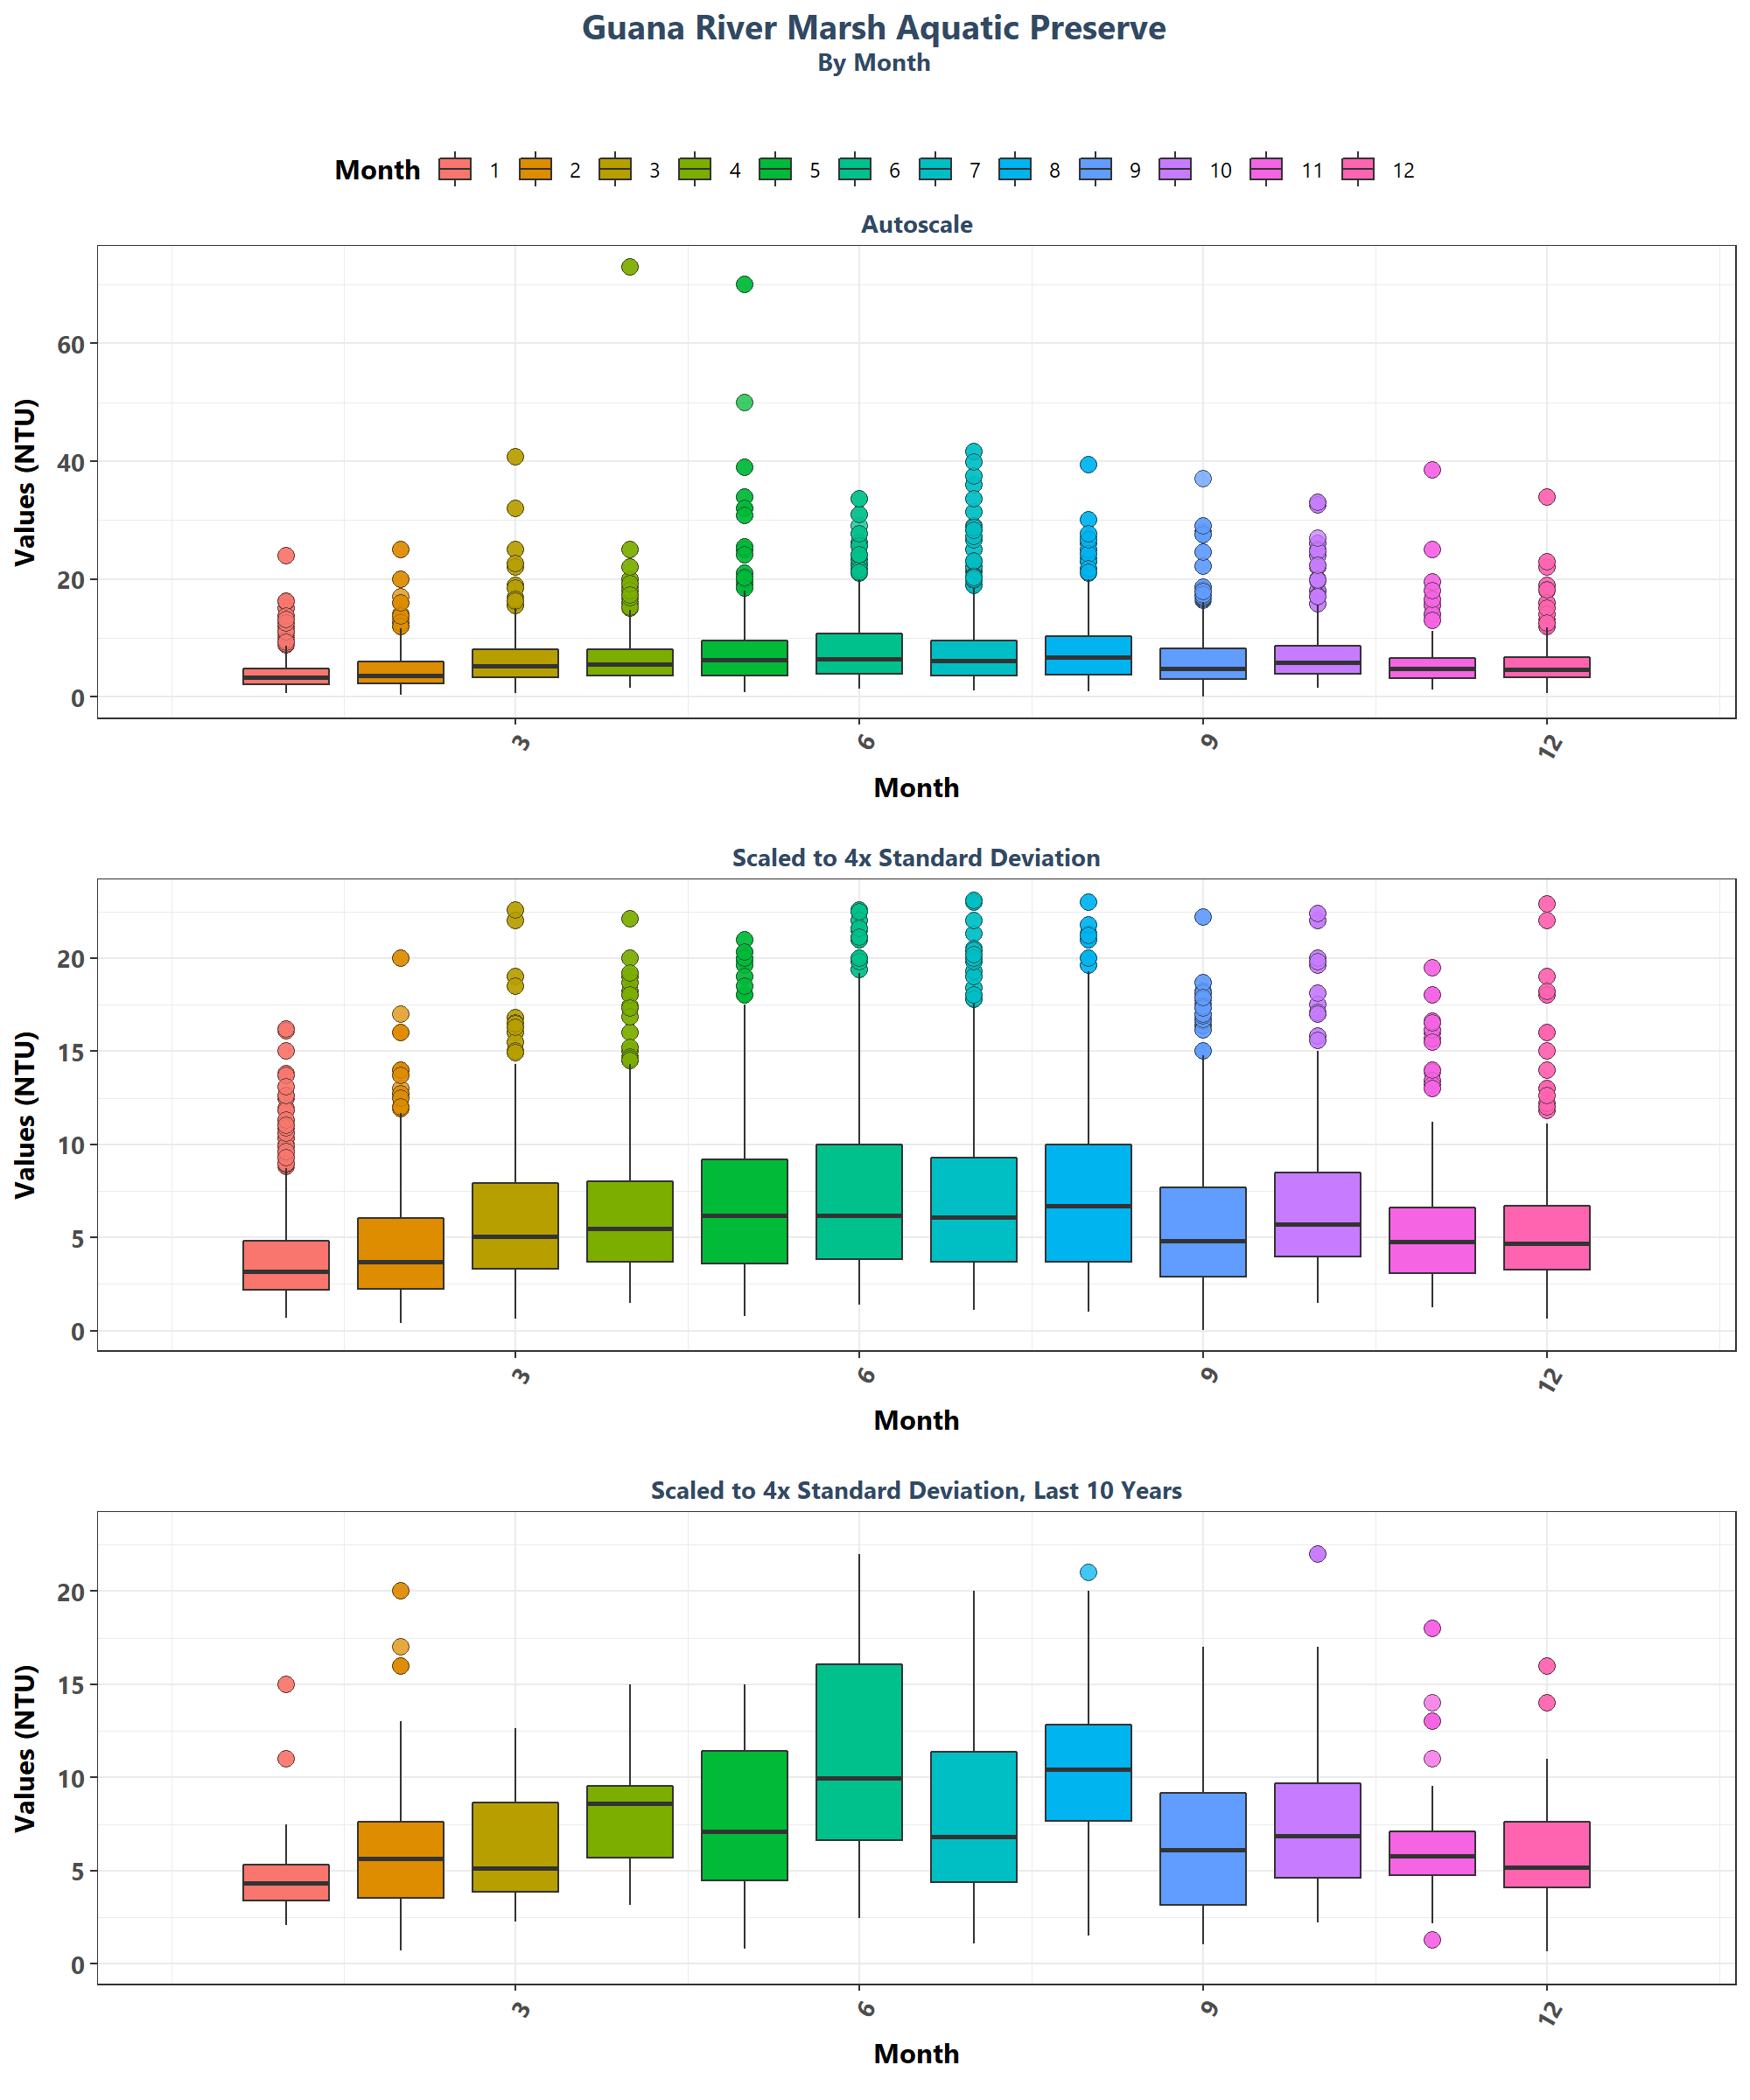 Guana River Marsh Aquatic Preserve
By Month
Month 1 2 3 4 5 6 7 8 9 10 11 12
Autoscale
Values (NTU)
60
40
20
0
3 6 9 12
Month
Scaled to 4x Standard Deviation
Values (NTU)
20
15
10
5
0
3 6 9 12
Month
Scaled to 4x Standard Deviation, Last 10 Years
Values (NTU)
20
15
10
5
0
3 6 9 12
Month